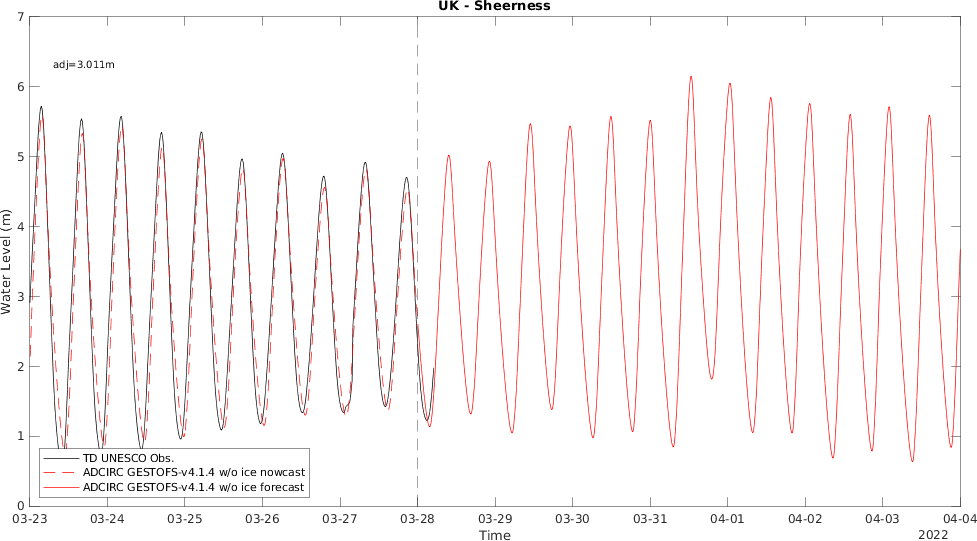 UK - Sheerness
adj=3.011m
Water Level (m)
7
6
5
4
3
2
1
0
TD UNESCO Obs.
ADCIRC GESTOFS-v4.1.4 w/o ice nowcast
ADCIRC GESTOFS-v4.1.4 w/o ice forecast
03-23 03-24 03-25 03-26 03-27 03-28 03-29 03-30 03-31 04-01 04-02 04-03 04-04
Time
2022